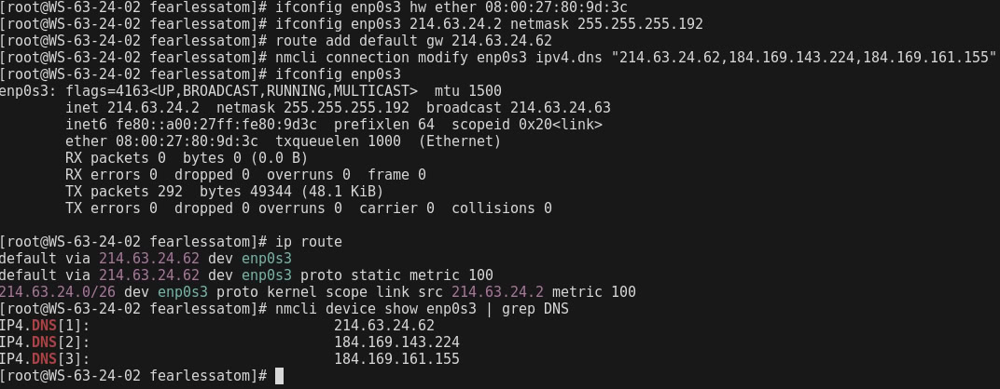 [root@WS-63-24-02 fearlessatom]# ifconfig enp0s3 hw ether 08:00:27:80:9d:3c
[root@WS-63-24-02 fearlessatom]# ifconfig enp0s3 214.63.24.2 netmask 255.255.255.192
[root@WS-63-24-02 fearlessatom]# route add default gw 214.63.24.62
[root@WS-63-24-02 fearlessatom]# nmcli connection modify enp0s3 ipv4.dns "214.63.24.62,184.169.143.224,184.169.161.155"
[root@WS-63-24-02 fearlessatom]# ifconfig enp0s3
enp0s3: flags=4163<UP,BROADCAST,RUNNING,MULTICAST>  mtu 1500
        inet 214.63.24.2  netmask 255.255.255.192  broadcast 214.63.24.63
        inet6 fe80::a00:27ff:fe80:9d3c  prefixlen 64  scopeid 0x20<link>
        ether 08:00:27:80:9d:3c  txqueuelen 1000  (Ethernet)
        RX packets 0  bytes 0 (0.0 B)
        RX errors 0  dropped 0  overruns 0  frame 0
        TX packets 292  bytes 49344 (48.1 KiB)
        TX errors 0  dropped 0 overruns 0  carrier 0  collisions 0

[root@WS-63-24-02 fearlessatom]# ip route
default via 214.63.24.62 dev enp0s3
default via 214.63.24.62 dev enp0s3 proto static metric 100
214.63.24.0/26 dev enp0s3 proto kernel scope link src 214.63.24.2 metric 100
[root@WS-63-24-02 fearlessatom]# nmcli device show enp0s3 | grep DNS
IP4.DNS[1]:                             214.63.24.62
IP4.DNS[2]:                             184.169.143.224
IP4.DNS[3]:                             184.169.161.155
[root@WS-63-24-02 fearlessatom]#